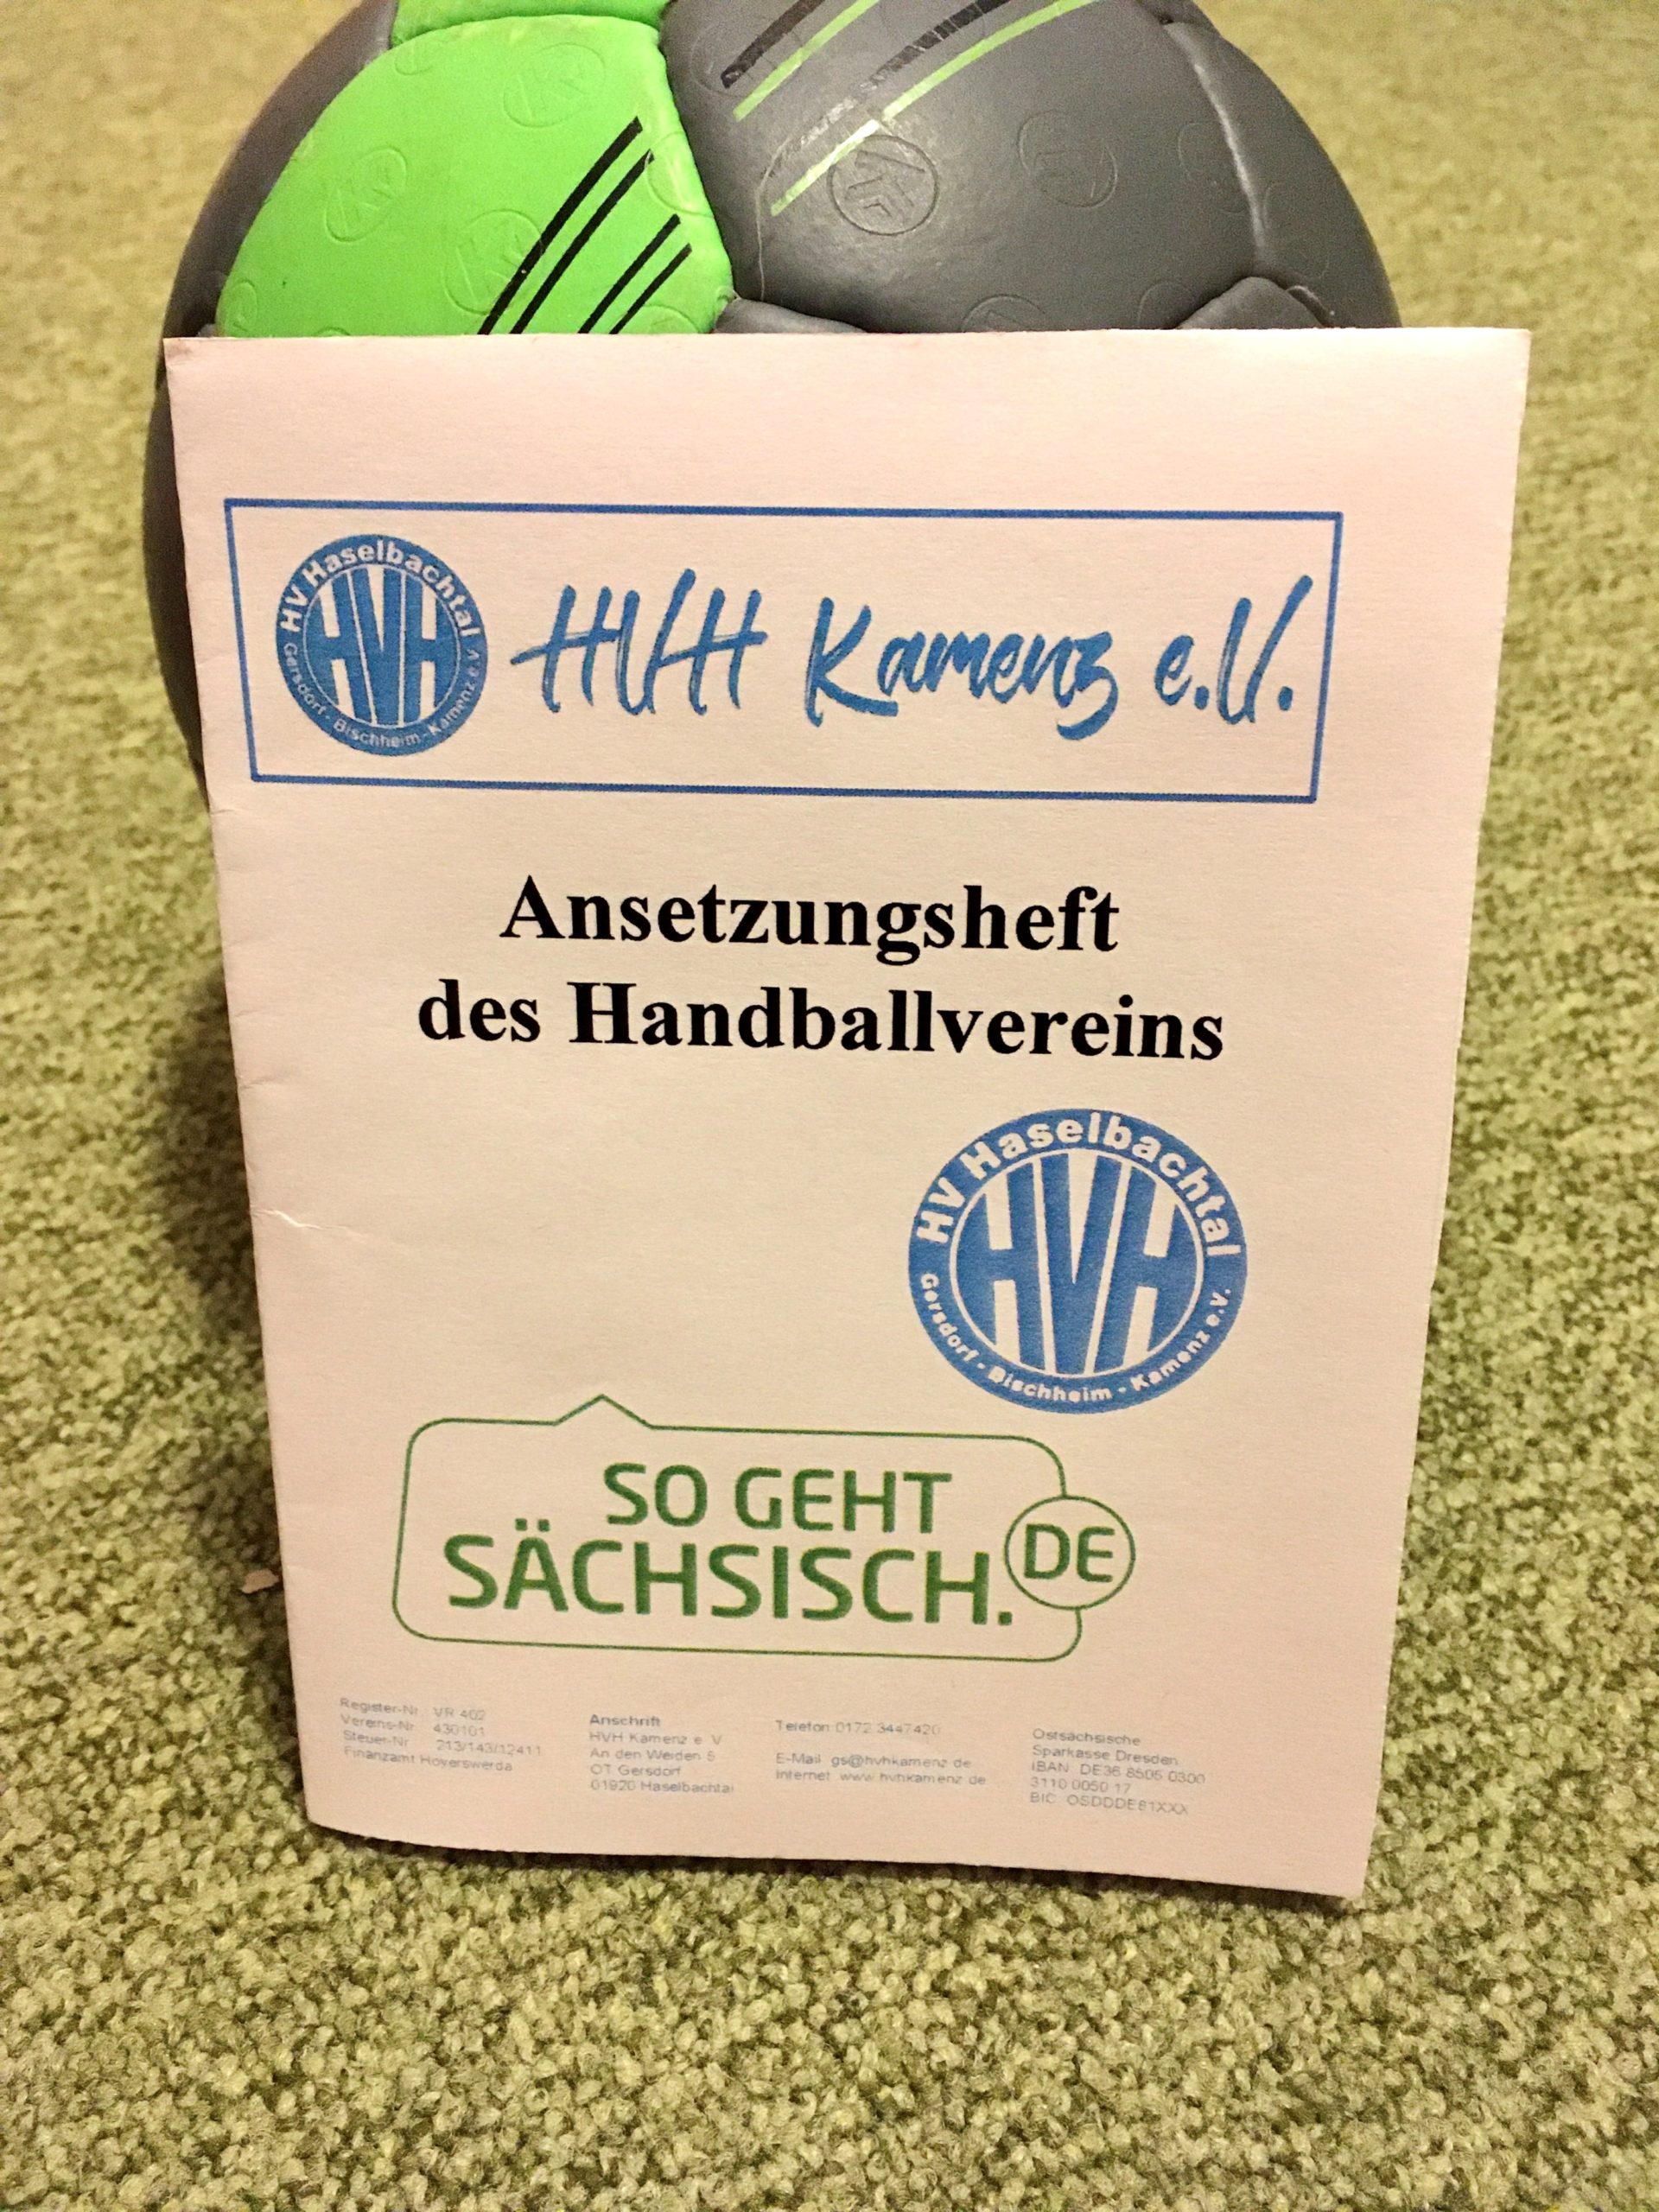 HV Haselbachtal
HVH
Gersdorf - Bischheim - Kamenz e.V.
HVH Kamenz e.V.
Ansetzungsheft
des Handballvereins
HV Haselbachtal
HVH
Gersdorf - Bischheim - Kamenz e.V.
SO GEHT
SÄCHSISCH.
DE
Register-Nr VR 402
Vereins-Nr 430101
Steuer-Nr 213/143/12411
Finanzamt Hoyerswerda
Anschrift
HVH Kamenz e V
An den Weiden
OT Gersdorf
01920 Haselbachtal
Telefon 0172 3447420
E-Mail gs@hvhkamenz de
Internet www hvhkamenz de
Ostsächsische
Sparkasse Dresden
IBAN DE36 8505 0300
3110 0050 17
BIC OSDDDE81XXX